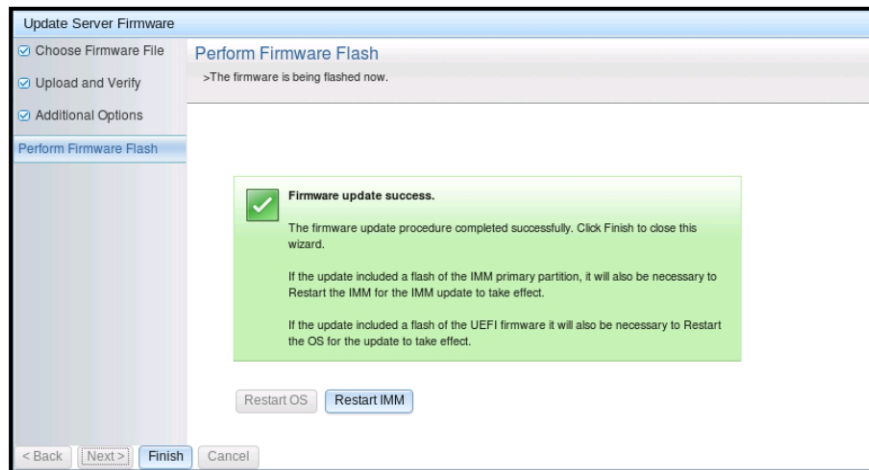 Update Server Firmware
Choose Firmware File
Upload and Verify
Additional Options
Perform Firmware Flash
Perform Firmware Flash
>The firmware is being flashed now.
Firmware update success.
The firmware update procedure completed successfully. Click Finish to close this
wizard.
If the update included a flash of the IMM primary partition, it will also be necessary to
Restart the IMM for the IMM update to take effect.
If the update included a flash of the UEFI firmware it will also be necessary to Restart
the OS for the update to take effect.
Restart OS Restart IMM
< Back Next > Finish Cancel